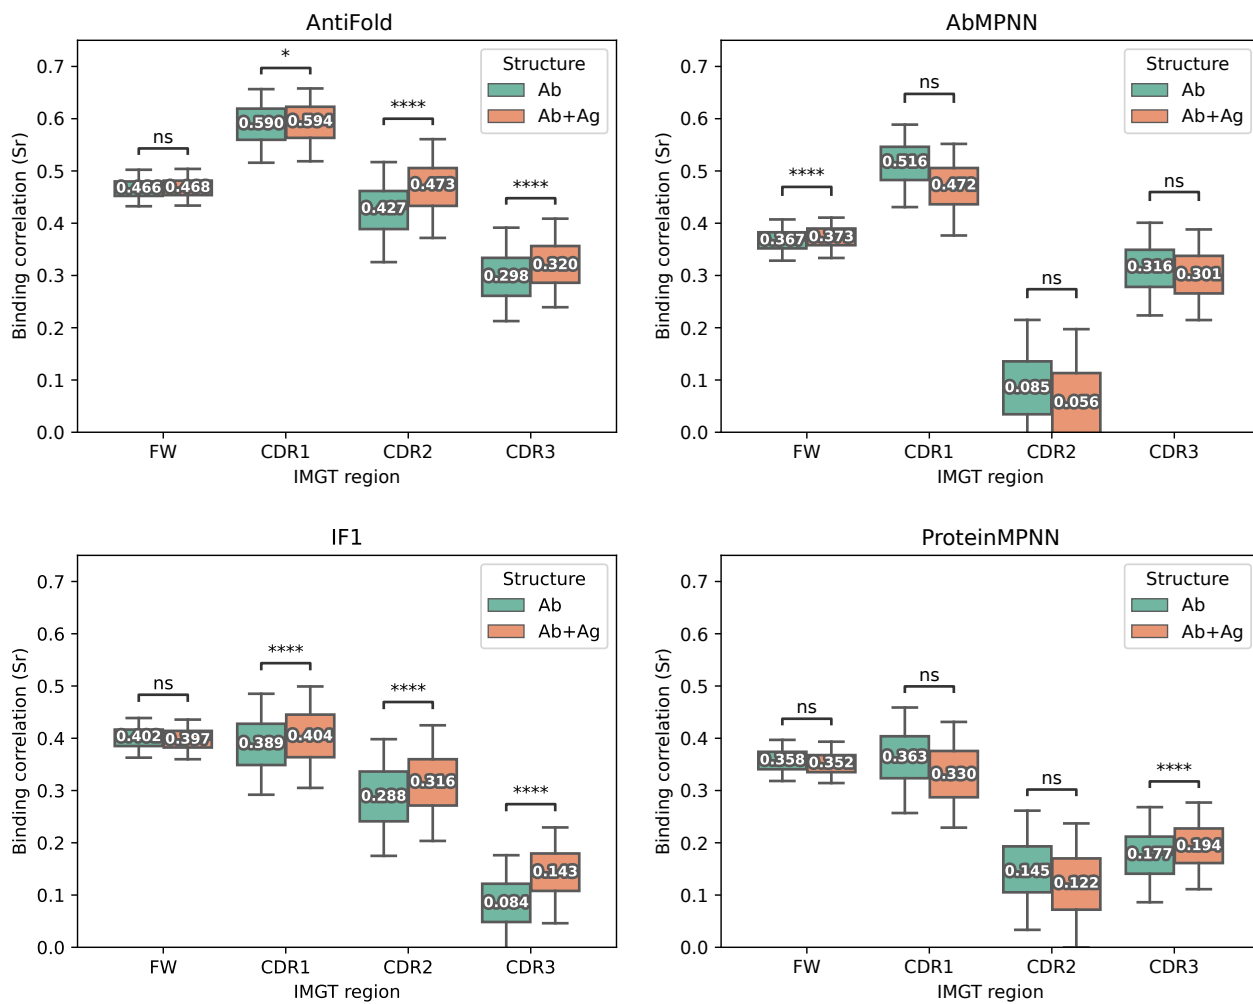 AntiFold
Binding correlation (Sr)
0.7
0.6
0.5
0.4
0.3
0.2
0.1
0.0
Structure
Ab
Ab+Ag
ns
*
****
****
0.466
0.468
0.590
0.594
0.427
0.473
0.298
0.320
FW
CDR1
CDR2
CDR3
IMGT region
AbMPNN
Binding correlation (Sr)
0.7
0.6
0.5
0.4
0.3
0.2
0.1
0.0
Structure
Ab
Ab+Ag
****
ns
ns
ns
0.367
0.373
0.516
0.472
0.085
0.056
0.316
0.301
FW
CDR1
CDR2
CDR3
IMGT region
IF1
Binding correlation (Sr)
0.7
0.6
0.5
0.4
0.3
0.2
0.1
0.0
Structure
Ab
Ab+Ag
ns
****
****
****
0.402
0.397
0.389
0.404
0.288
0.316
0.084
0.143
FW
CDR1
CDR2
CDR3
IMGT region
ProteinMPNN
Binding correlation (Sr)
0.7
0.6
0.5
0.4
0.3
0.2
0.1
0.0
Structure
Ab
Ab+Ag
ns
ns
ns
****
0.358
0.352
0.363
0.330
0.145
0.122
0.177
0.194
FW
CDR1
CDR2
CDR3
IMGT region